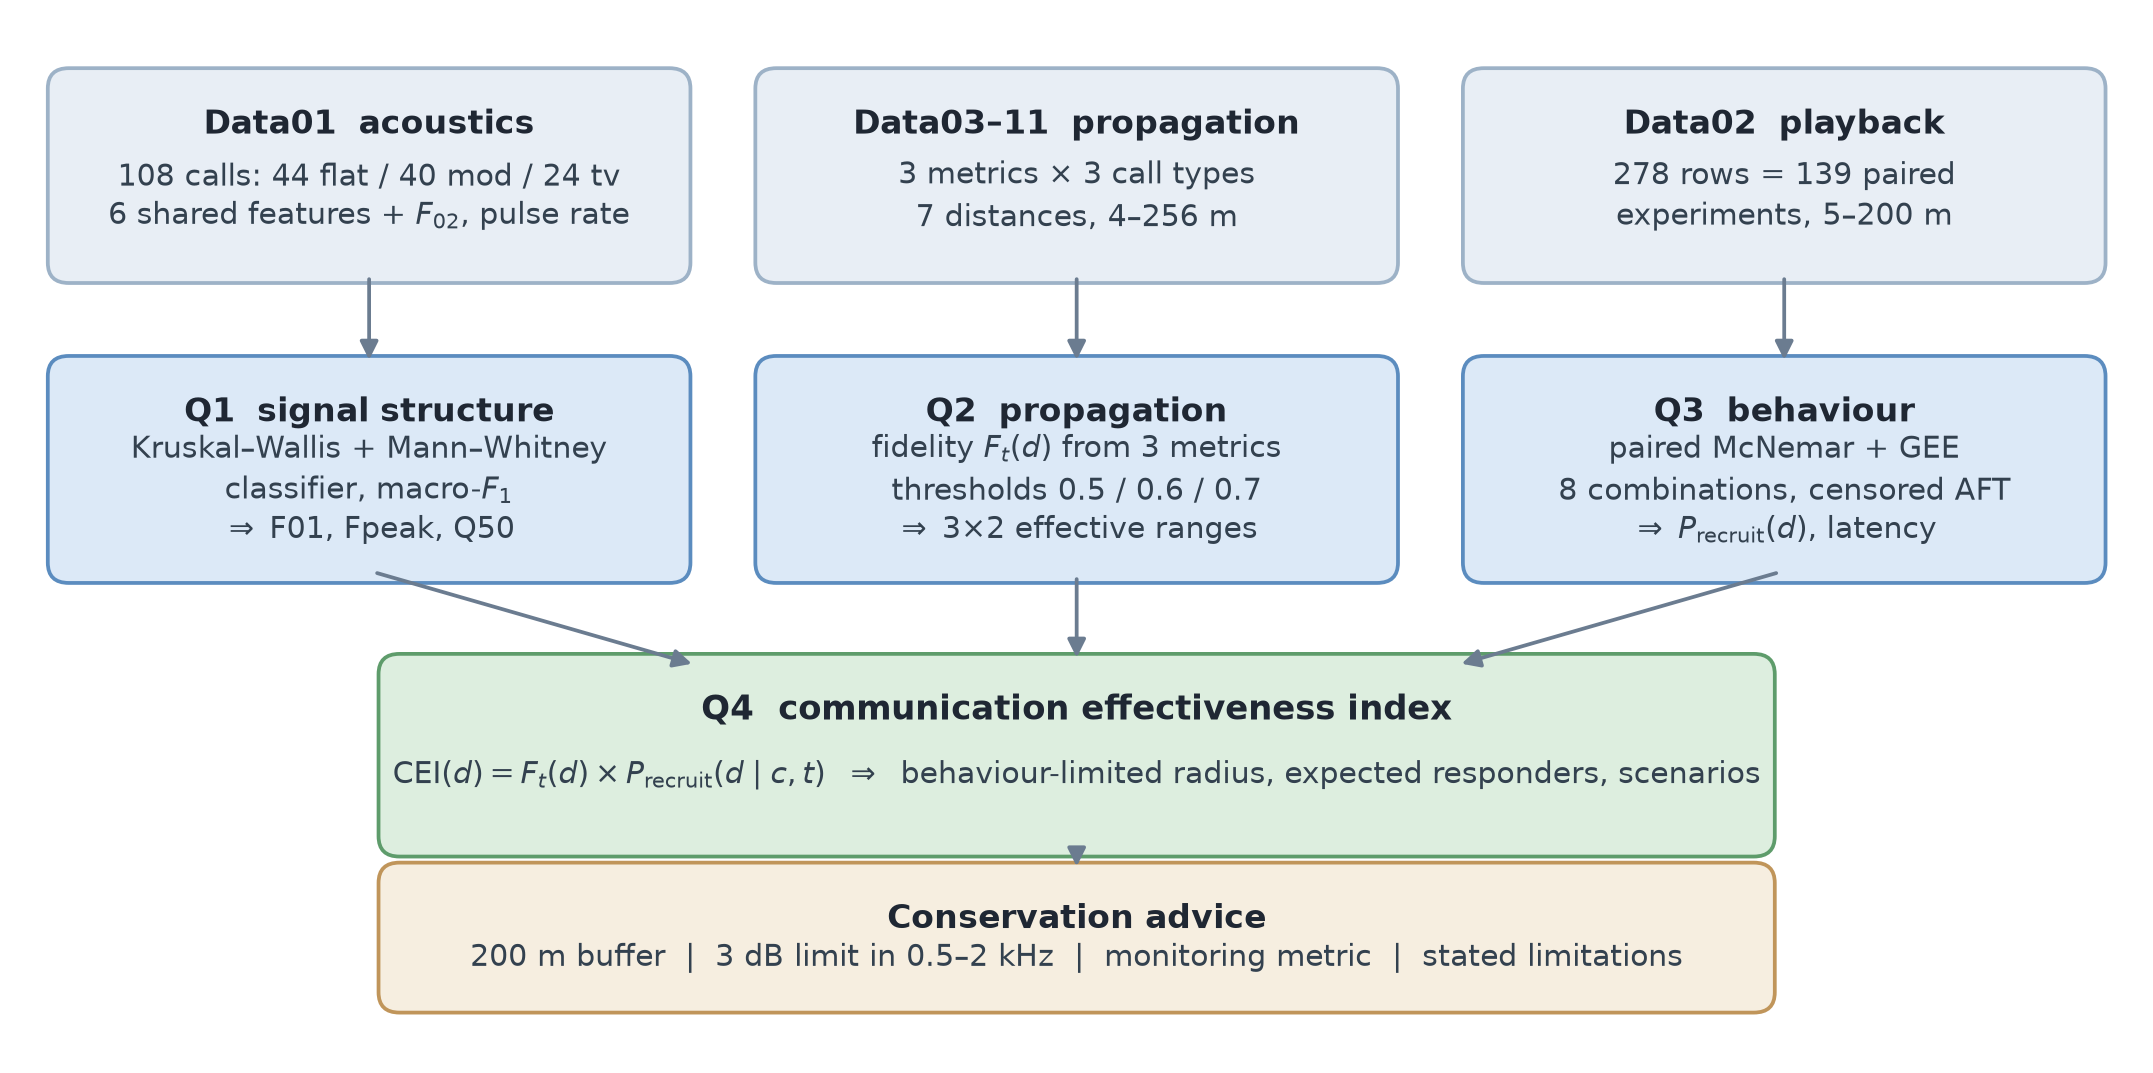 Data01 acoustics
108 calls: 44 flat / 40 mod / 24 tv
6 shared features + F₀₂, pulse rate
Data03–11 propagation
3 metrics × 3 call types
7 distances, 4–256 m
Data02 playback
278 rows = 139 paired
experiments, 5–200 m
Q1 signal structure
Kruskal–Wallis + Mann–Whitney
classifier, macro-F₁
⇒ F01, Fpeak, Q50
Q2 propagation
fidelity Fₜ(d) from 3 metrics
thresholds 0.5 / 0.6 / 0.7
⇒ 3×2 effective ranges
Q3 behaviour
paired McNemar + GEE
8 combinations, censored AFT
⇒ P_recruit(d), latency
Q4 communication effectiveness index
CEI(d) = Fₜ(d) × P_recruit(d | c, t) ⇒ behaviour-limited radius, expected responders, scenarios
Conservation advice
200 m buffer | 3 dB limit in 0.5–2 kHz | monitoring metric | stated limitations